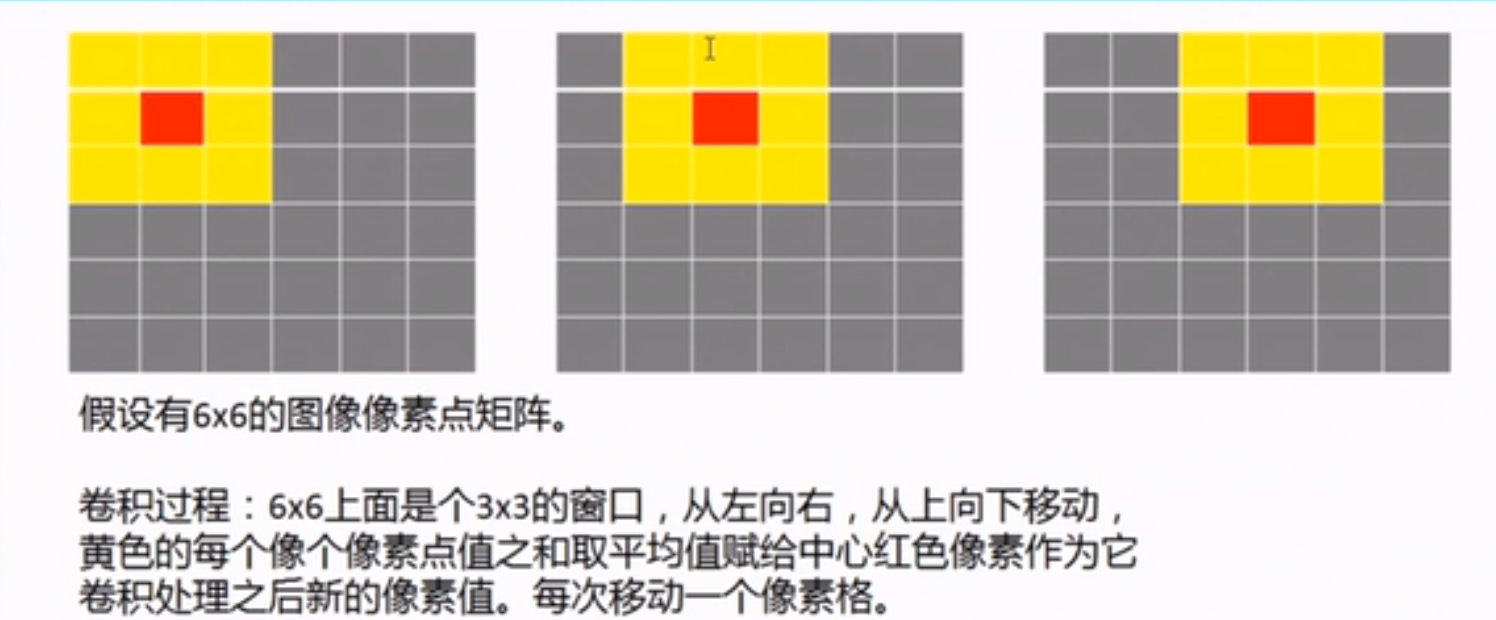 假设有6x6的图像像素点矩阵。
卷积过程：6x6上面是个3x3的窗口，从左向右，从上向下移动，
黄色的每个像个像素点值之和取平均值赋给中心红色像素作为它
卷积处理之后新的像素值。每次移动一个像素格。